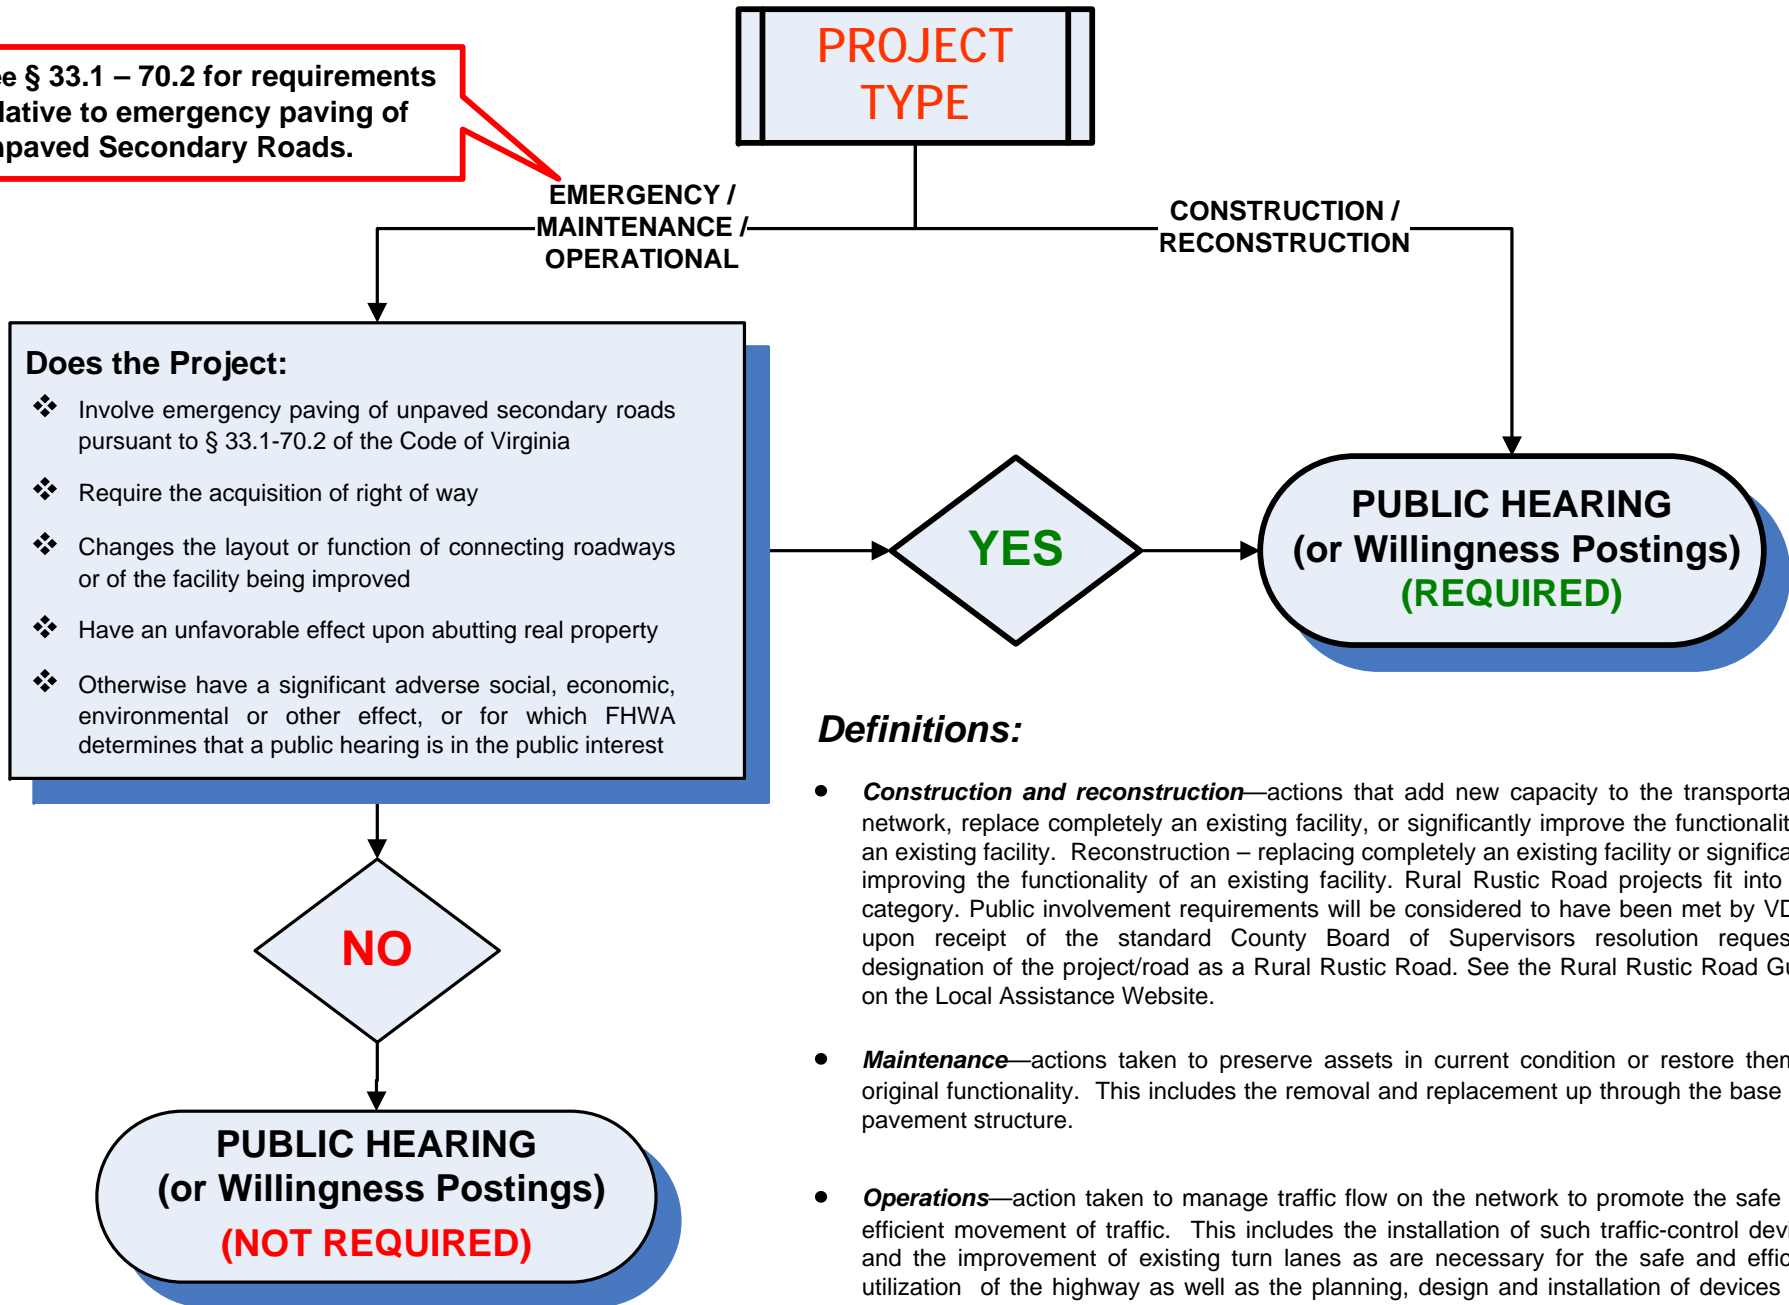 PROJECT
TYPE
§ 33.1 – 70.2 for requirements
to emergency paving of
Secondary Roads.
EMERGENCY /
MAINTENANCE /
OPERATIONAL
CONSTRUCTION /
RECONSTRUCTION
Does the Project:
❖ Involve emergency paving of unpaved secondary roads
pursuant to § 33.1-70.2 of the Code of Virginia
❖ Require the acquisition of right of way
❖ Changes the layout or function of connecting roadways
or of the facility being improved
❖ Have an unfavorable effect upon abutting real property
❖ Otherwise have a significant adverse social, economic,
environmental or other effect, or for which FHWA
determines that a public hearing is in the public interest
YES
PUBLIC HEARING
(or Willingness Postings)
(REQUIRED)
NO
PUBLIC HEARING
(or Willingness Postings)
(NOT REQUIRED)
Definitions:
• Construction and reconstruction—actions that add new capacity to the
network, replace completely an existing facility, or significantly improve the
an existing facility. Reconstruction – replacing completely an existing facility or
improving the functionality of an existing facility. Rural Rustic Road projects fit into
category. Public involvement requirements will be considered to have been met by
upon receipt of the standard County Board of Supervisors resolution
designation of the project/road as a Rural Rustic Road. See the Rural Rustic Road
on the Local Assistance Website.
• Maintenance—actions taken to preserve assets in current condition or restore
original functionality. This includes the removal and replacement up through the base
pavement structure.
• Operations—action taken to manage traffic flow on the network to promote the safe
efficient movement of traffic. This includes the installation of such traffic-control
and the improvement of existing turn lanes as are necessary for the safe and
utilization of the highway as well as the planning, design and installation of devices